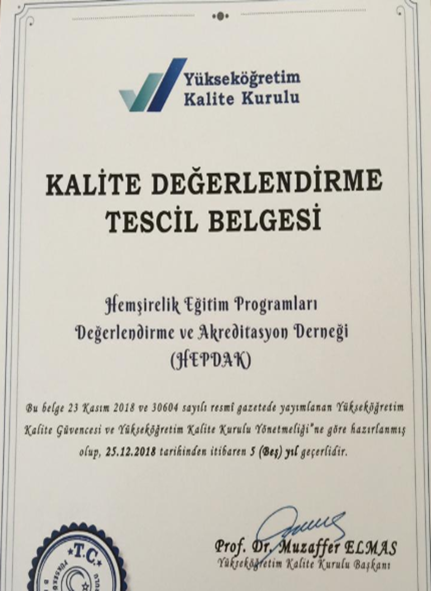 Yükseköğretim
Kalite Kurulu
KALİTE DEĞERLENDİRME
TESCİL BELGESİ
Hemşirelik Eğitim Programları
Değerlendirme ve Akreditasyon Derneği
(HEPDAK)
Bu belge 23 Kasım 2018 ve 30604 sayılı resmî gazetede yayımlanan Yükseköğretim
Kalite Güvencesi ve Yükseköğretim Kalite Kurulu Yönetmeliği"ne göre hazırlanmış
olup, 25.12.2018 tarihinden itibaren 5 (Beş) yıl geçerlidir.
Prof. Dr. Muzaffer ELMAS
Yükseköğretim Kalite Kurulu Başkanı
T.C.